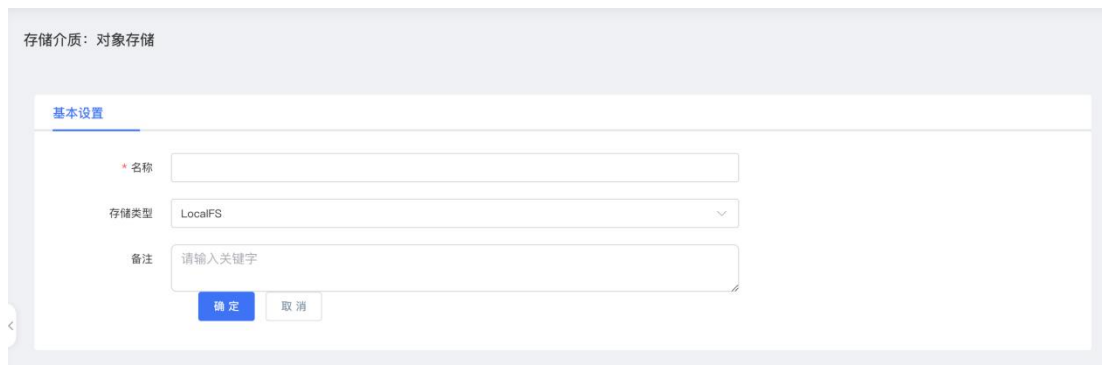 存储介质：对象存储
基本设置
* 名称
存储类型 LocalFS
备注 请输入关键字
确定 取消